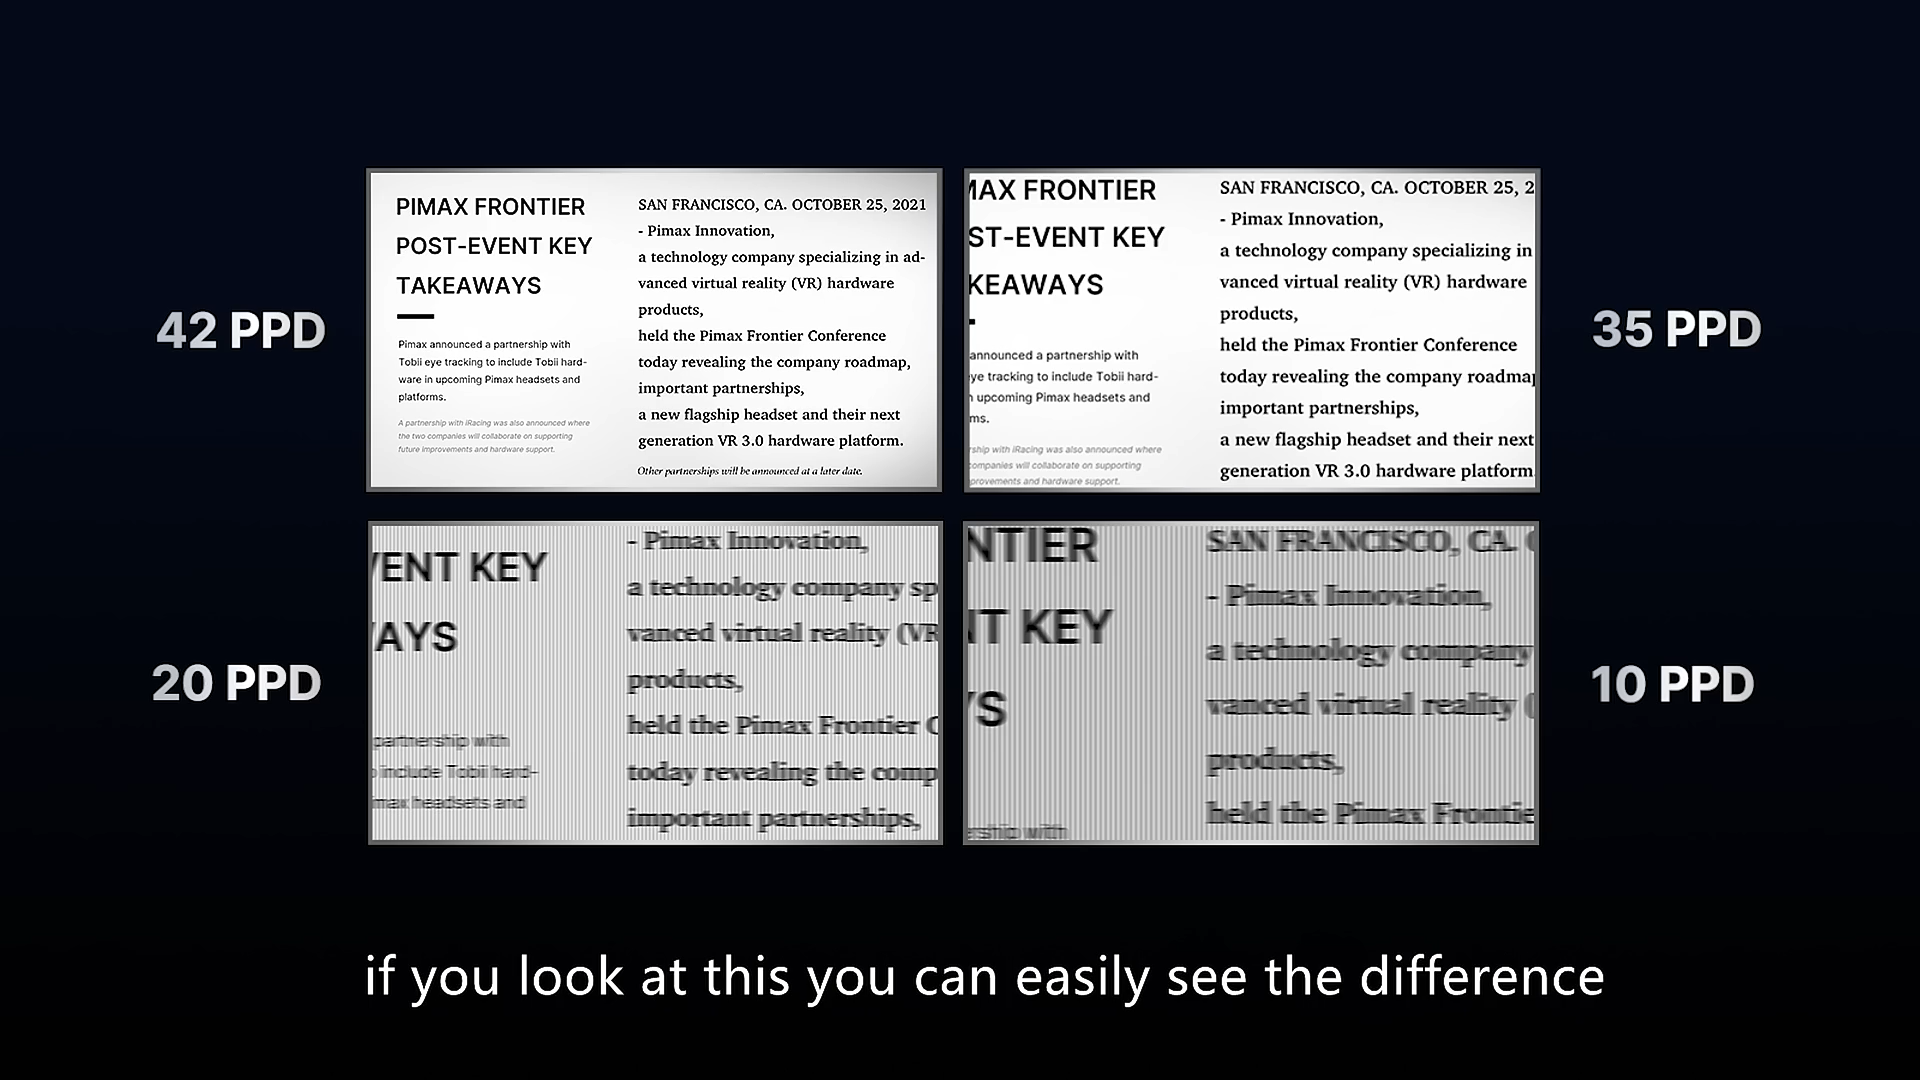 42 PPD
PIMAX FRONTIER
POST-EVENT KEY
TAKEAWAYS
Pimax announced a partnership with
Tobii eye tracking to include Tobii hard-
ware in upcoming Pimax headsets and
platforms.
A partnership with iRacing was also announced where
the two companies will collaborate on supporting
future improvements and hardware support.
SAN FRANCISCO, CA. OCTOBER 25, 2021
- Pimax Innovation,
a technology company specializing in ad-
vanced virtual reality (VR) hardware
products,
held the Pimax Frontier Conference
today revealing the company roadmap,
important partnerships,
a new flagship headset and their next
generation VR 3.0 hardware platform.
Other partnerships will be announced at a later date.
MAX FRONTIER
ST-EVENT KEY
KEAWAYS
announced a partnership with
ye tracking to include Tobii hard-
n upcoming Pimax headsets and
ms.
ship with iRacing was also announced where
companies will collaborate on supporting
provements and hardware support.
SAN FRANCISCO, CA. OCTOBER 25, 2
- Pimax Innovation,
a technology company specializing in
vanced virtual reality (VR) hardware
products,
held the Pimax Frontier Conference
today revealing the company roadmap
important partnerships,
a new flagship headset and their next
generation VR 3.0 hardware platform.
35 PPD
20 PPD
VENT KEY
WAYS
partnership with
o include Tobii hard-
imax headsets and
- Pimax Innovation,
a technology company sp
vanced virtual reality (VR
products,
held the Pimax Frontier C
today revealing the comp
important partnerships,
NTIER
NT KEY
YS
ership with
SAN FRANCISCO, CA. O
- Pimax Innovation,
a technology company
vanced virtual reality (
products,
held the Pimax Frontie
10 PPD
if you look at this you can easily see the difference